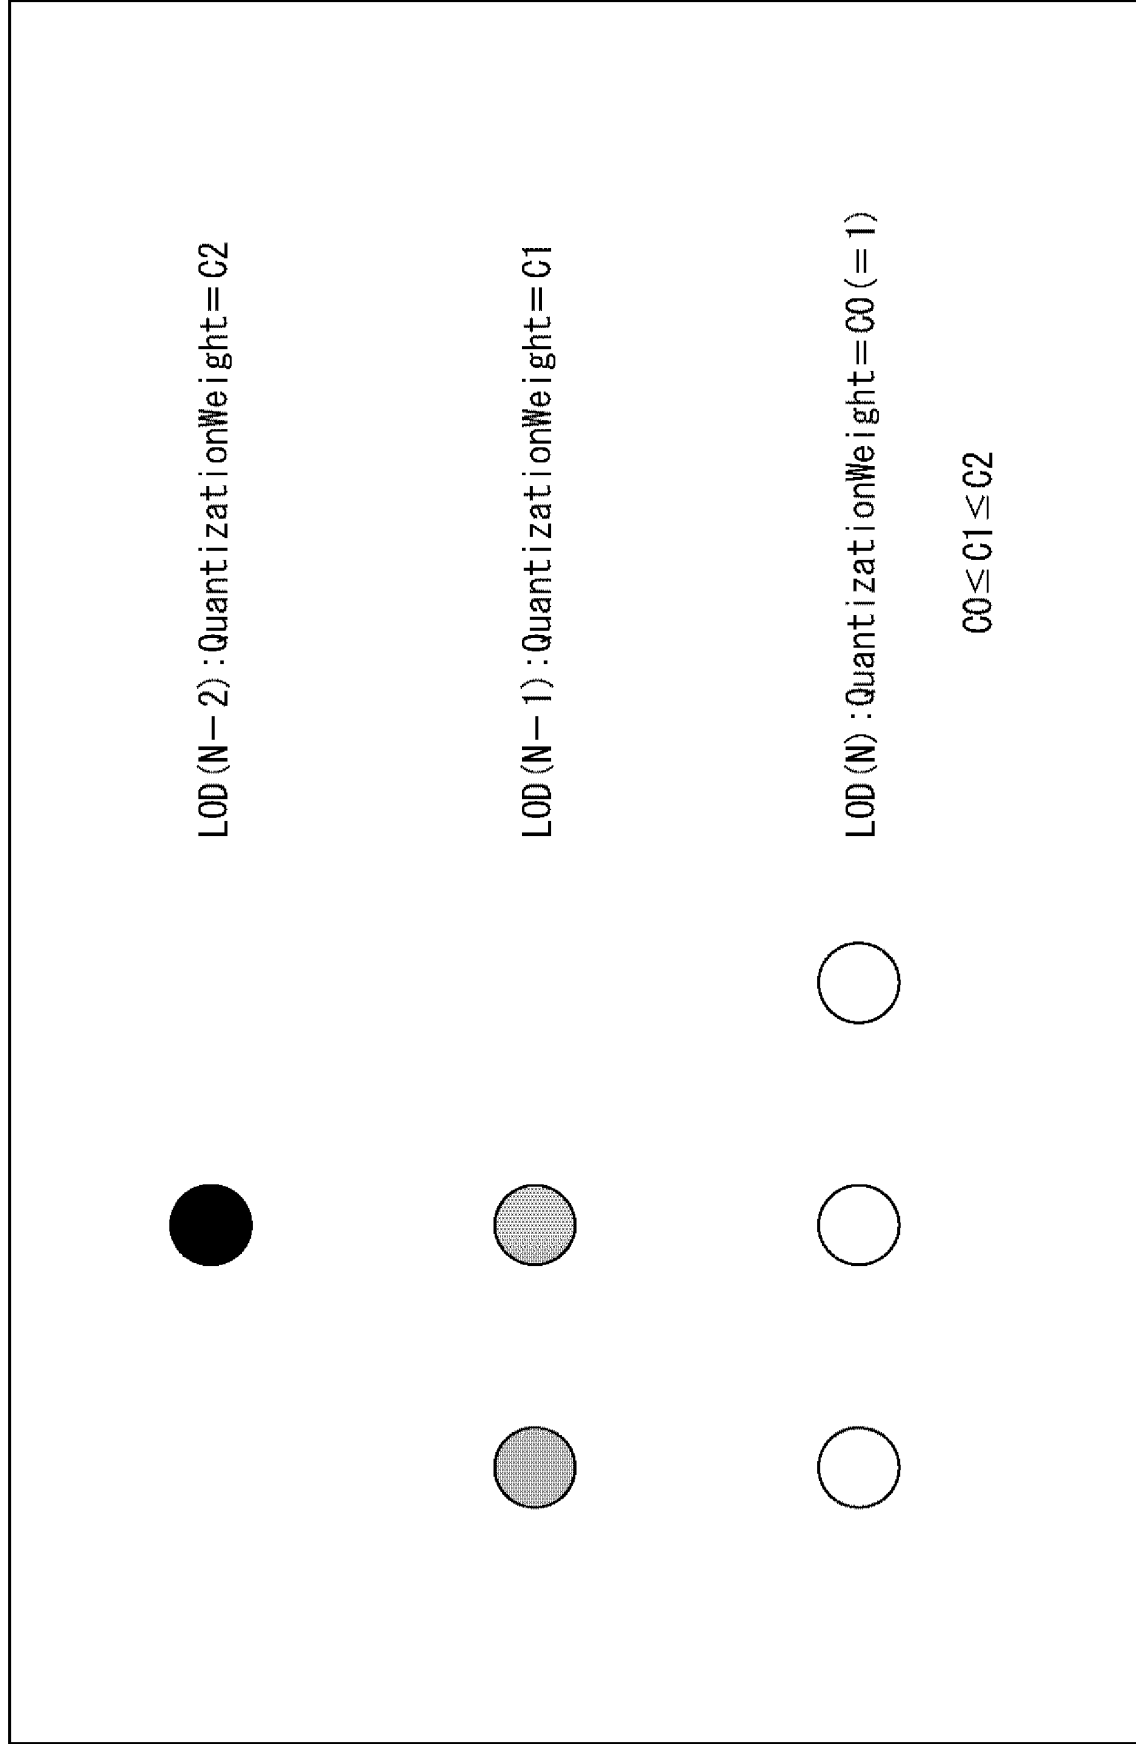 LOD(N−2):QuantizationWeight=C2
LOD(N−1):QuantizationWeight=C1
LOD(N):QuantizationWeight=C0(=1)
C0≤C1≤C2